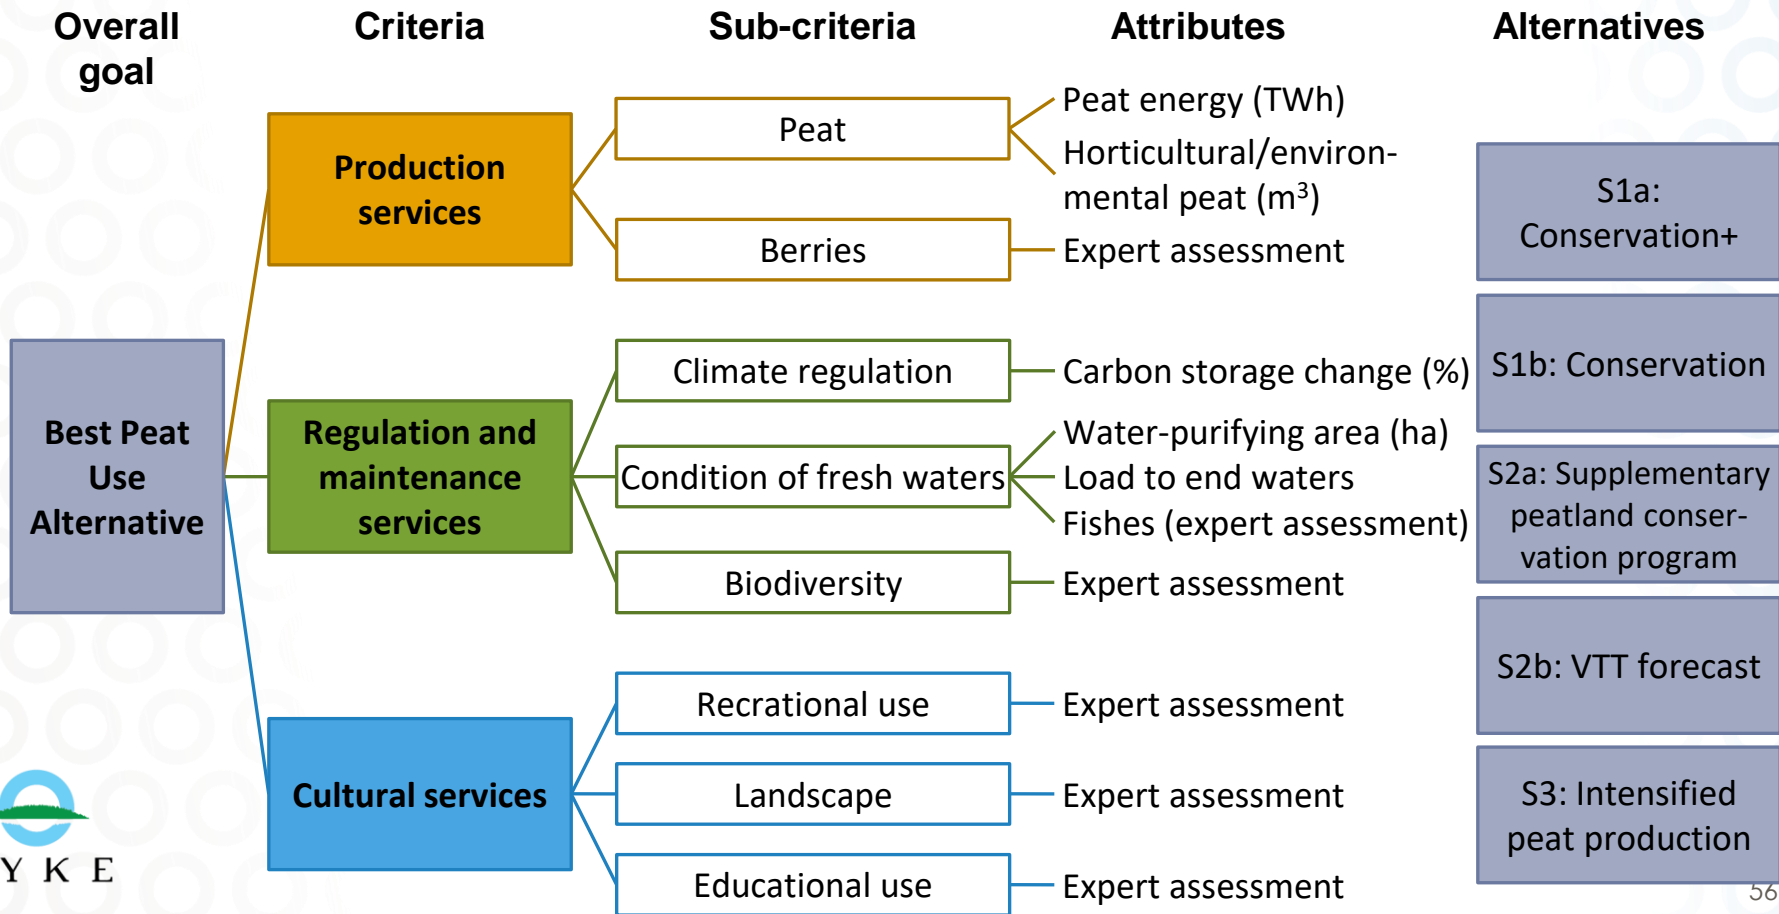 Overall
goal
Criteria
Sub-criteria
Attributes
Alternatives
Best Peat
Use
Alternative
Production
services
Peat
Peat energy (TWh)
Horticultural/environ-
mental peat (m³)
Berries
Expert assessment
Regulation and
maintenance
services
Climate regulation
Carbon storage change (%)
Condition of fresh waters
Water-purifying area (ha)
Load to end waters
Fishes (expert assessment)
Biodiversity
Expert assessment
Cultural services
Recrational use
Expert assessment
Landscape
Expert assessment
Educational use
Expert assessment
S1a:
Conservation+
S1b: Conservation
S2a: Supplementary
peatland conser-
vation program
S2b: VTT forecast
S3: Intensified
peat production
Y K E
56